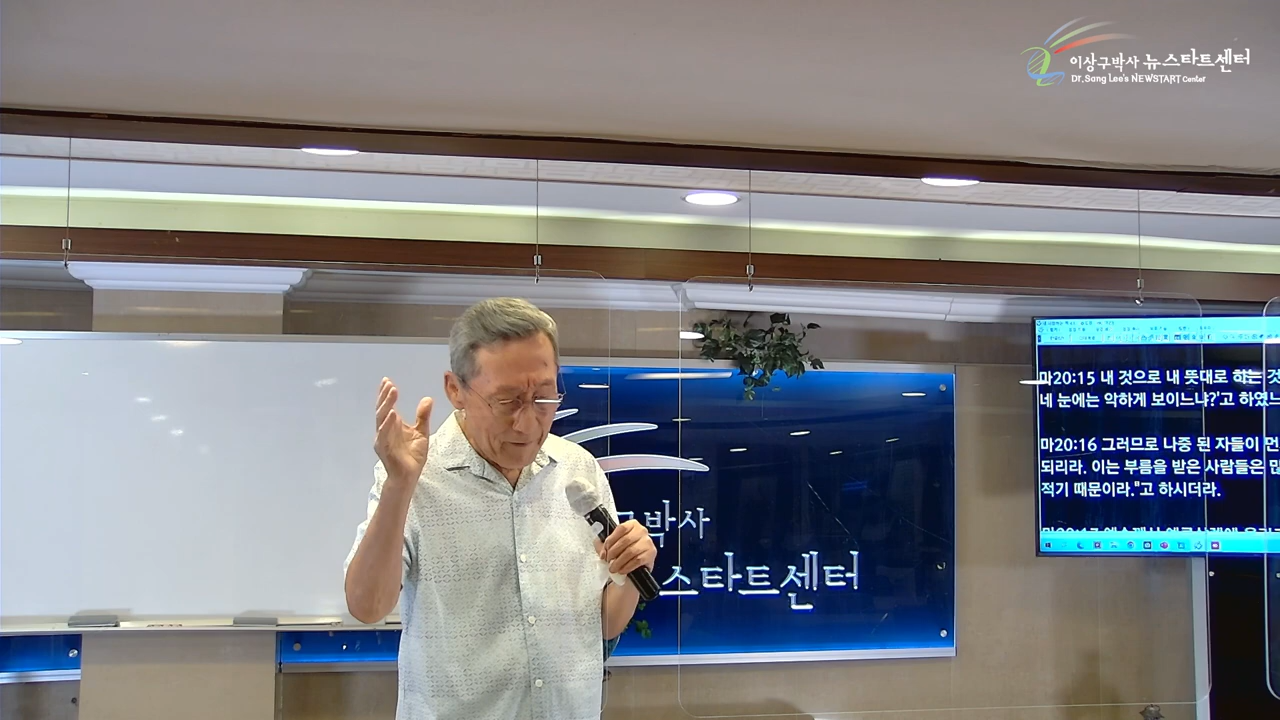 이상구박사 뉴스타트센터
Dr. Sang Lee's NEWSTART Center
마20:15 내 것으로 내 뜻대로 하는 것
네 눈에는 악하게 보이느냐?'고 하였느
마20:16 그러므로 나중 된 자들이 먼
되리라. 이는 부름을 받은 사람들은 많
적기 때문이라."고 하시더라.
구박사
스타트센터